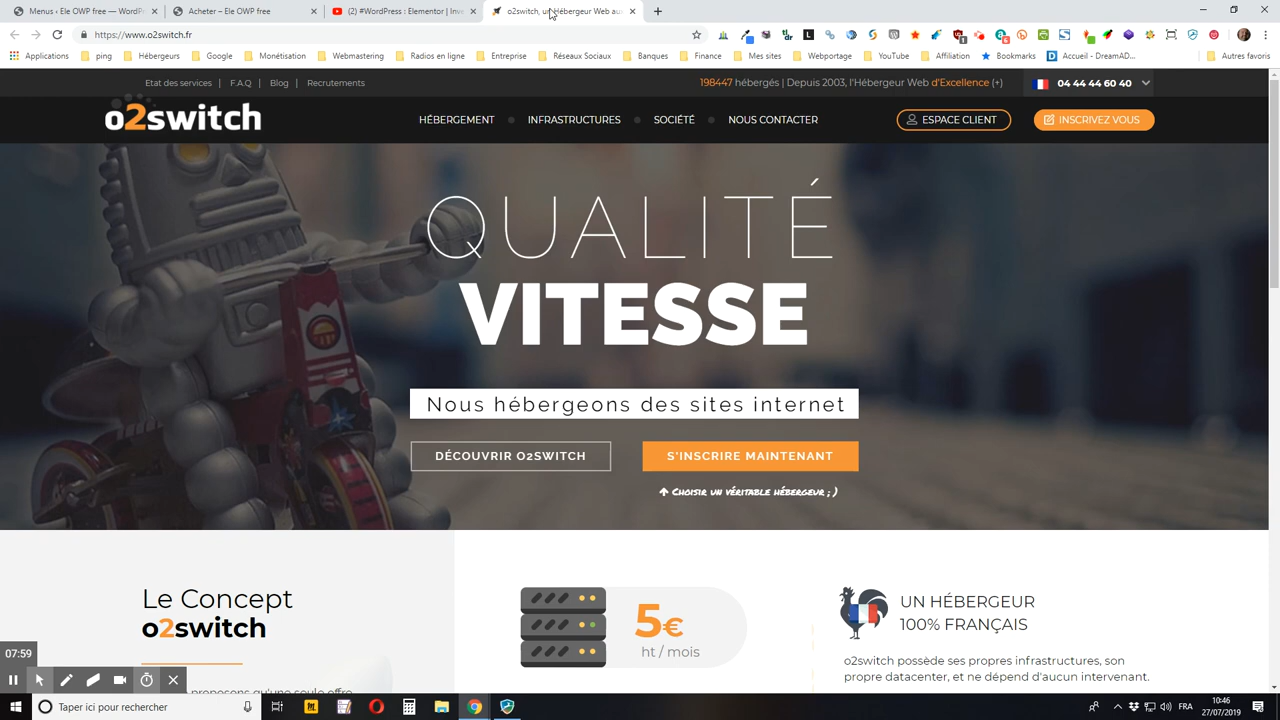 Menus ‹ Ele OWP free — WordPr
Acheter – Ele OWP free
(2) #WordPress : Elementor | Inv
o2switch, un Hébergeur Web au
https://www.o2switch.fr
Applications
ping
Hébergeurs
Google
Monétisation
Webmastering
Radios en ligne
Entreprise
Réseaux Sociaux
Banques
Finance
Mes sites
Webportage
YouTube
Affiliation
Bookmarks
Accueil - DreamAD...
Autres favoris
Etat des services | F.A.Q | Blog | Recrutements
198447 hébergés | Depuis 2003, l'Hébergeur Web d'Excellence (+)
04 44 44 60 40
o2switch
HÉBERGEMENT
INFRASTRUCTURES
SOCIÉTÉ
NOUS CONTACTER
ESPACE CLIENT
INSCRIVEZ VOUS
QUALITÉ
VITESSE
Nous hébergeons des sites internet
DÉCOUVRIR O2SWITCH
S'INSCRIRE MAINTENANT
Choisir un véritable hébergeur ; )
Le Concept
o2switch
5€
ht / mois
UN HÉBERGEUR
100% FRANÇAIS
o2switch possède ses propres infrastructures, son
propre datacenter, et ne dépend d'aucun intervenant.
proposons qu'une seule offre
07:59
Taper ici pour rechercher
FRA
10:46
27/07/2019